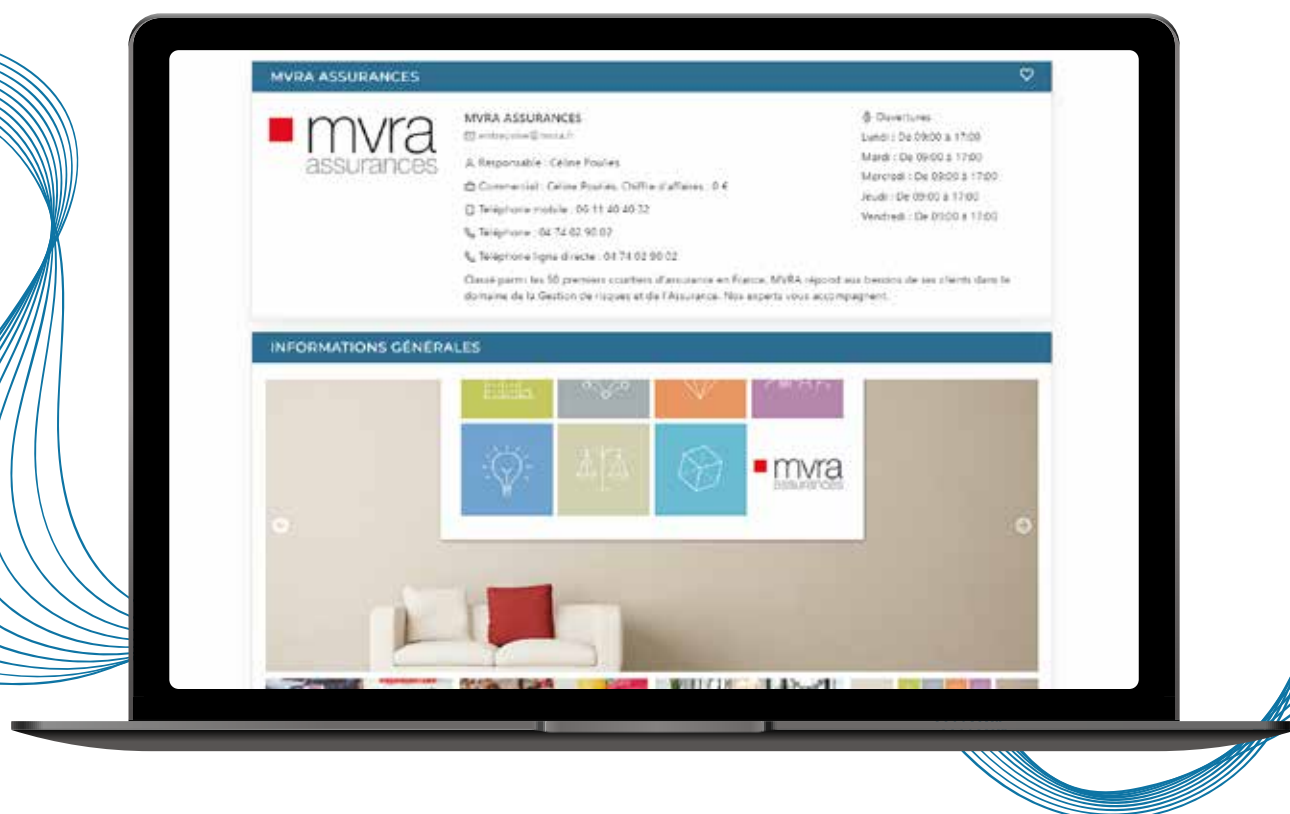 MVRA ASSURANCES
mvra
assurances
MVRA ASSURANCES
entreprise@mvra.fr
Responsable : Céline Poulies
Commercial : Céline Poulies, Chiffre d'affaires : 0 €
Téléphone mobile : 06 11 40 40 32
Téléphone : 04 74 02 90 02
Téléphone ligne directe : 04 74 02 90 02
Classé parmi les 50 premiers courtiers d'assurance en France, MVRA répond aux besoins de ses clients dans le
domaine de la Gestion de risques et de l'Assurance. Nos experts vous accompagnent.
Ouvertures
Lundi : De 09:00 à 17:00
Mardi : De 09:00 à 17:00
Mercredi : De 09:00 à 17:00
Jeudi : De 09:00 à 17:00
Vendredi : De 09:00 à 17:00
INFORMATIONS GÉNÉRALES
mvra
assurances